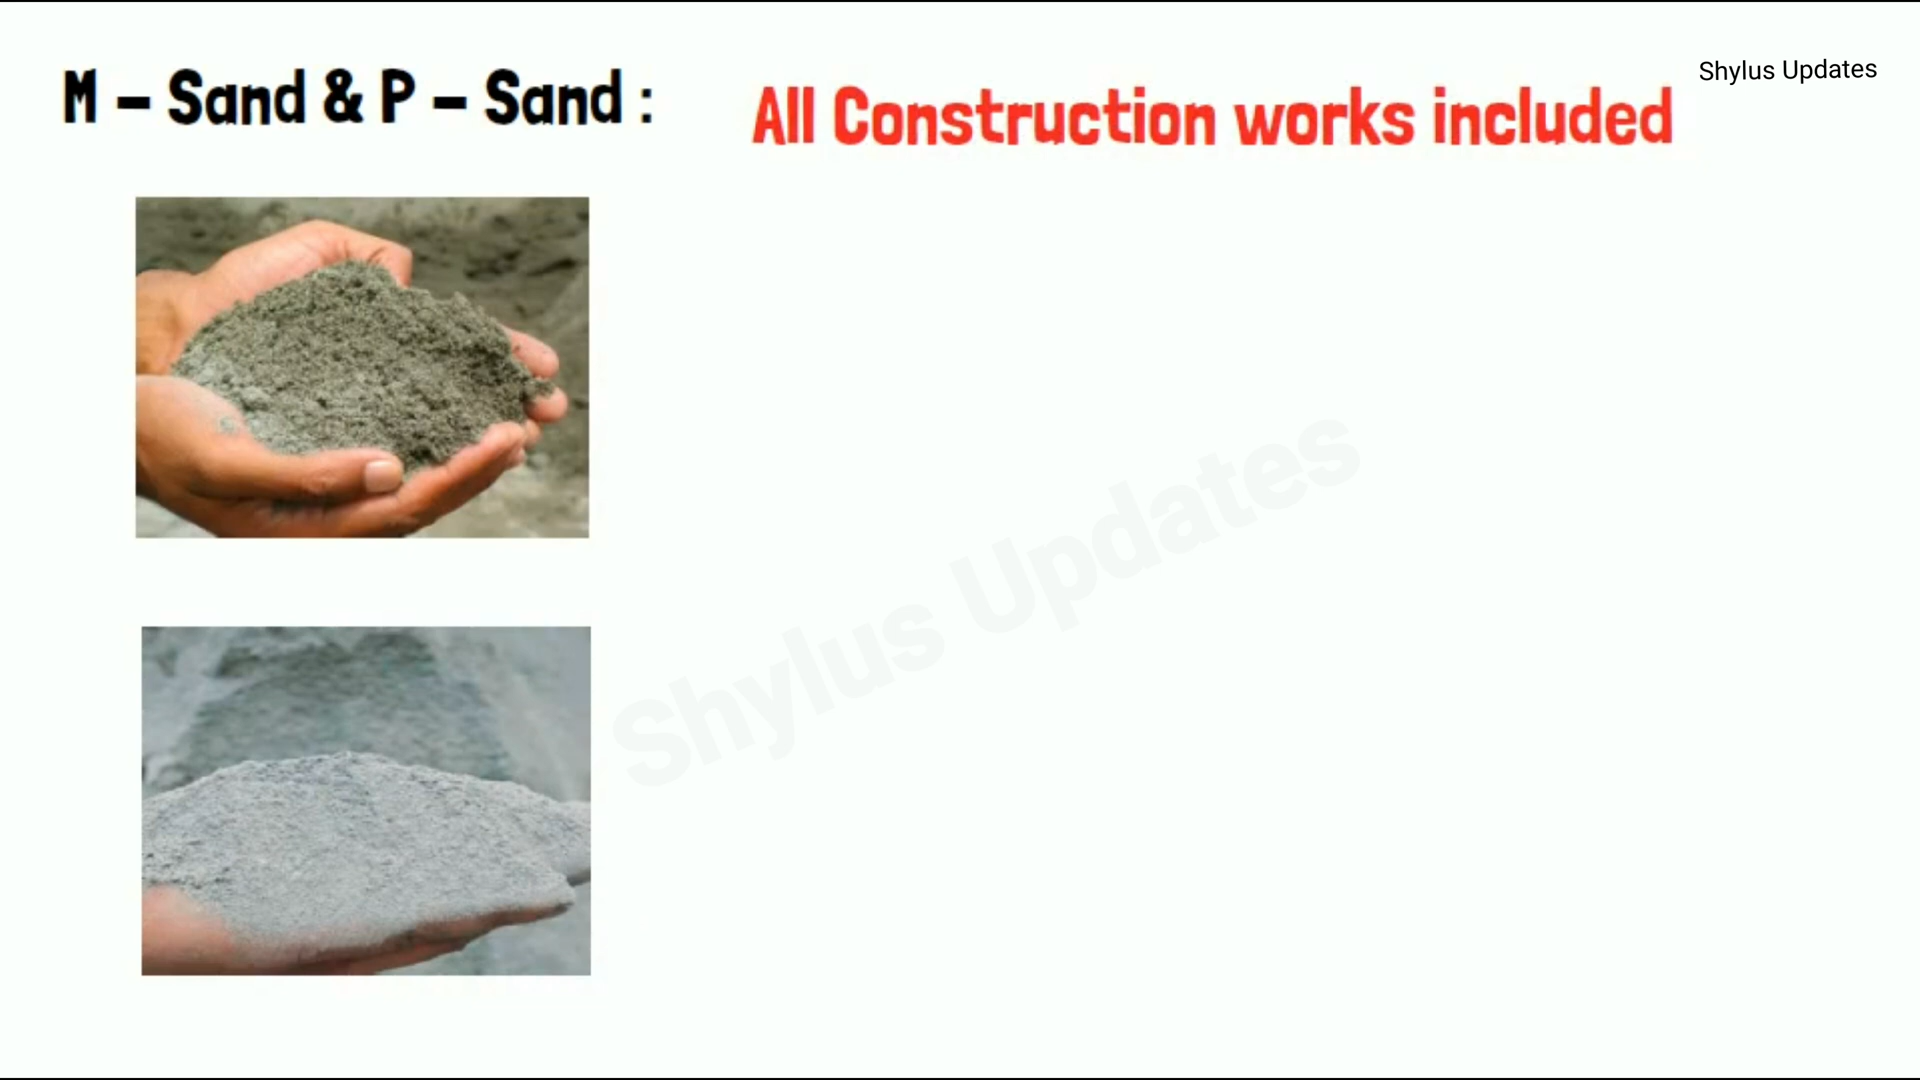 M - Sand & P - Sand :
All Construction works included
Shylus Updates
Shylus Updates